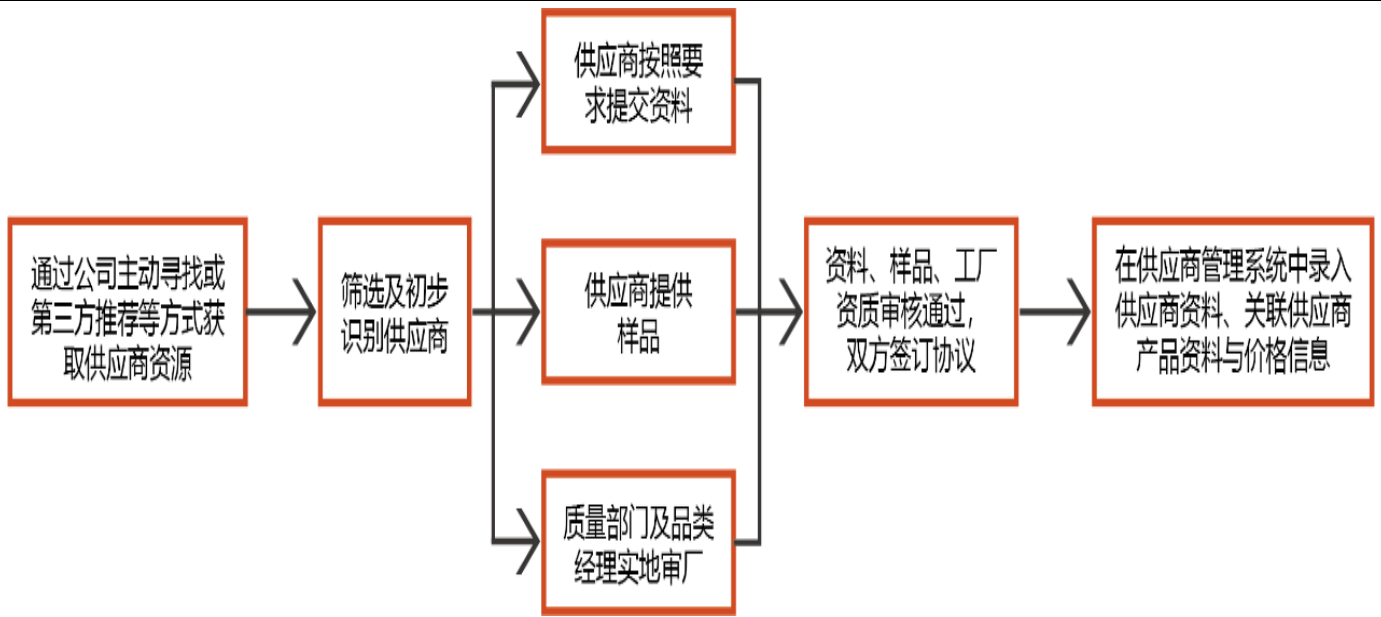 通过公司主动寻找或
第三方推荐等方式获
取供应商资源
筛选及初步
识别供应商
供应商按照要
求提交资料
供应商提供
样品
质量部门及品类
经理实地审厂
资料、样品、工厂
资质审核通过，
双方签订协议
在供应商管理系统中录入
供应商资料、关联供应商
产品资料与价格信息